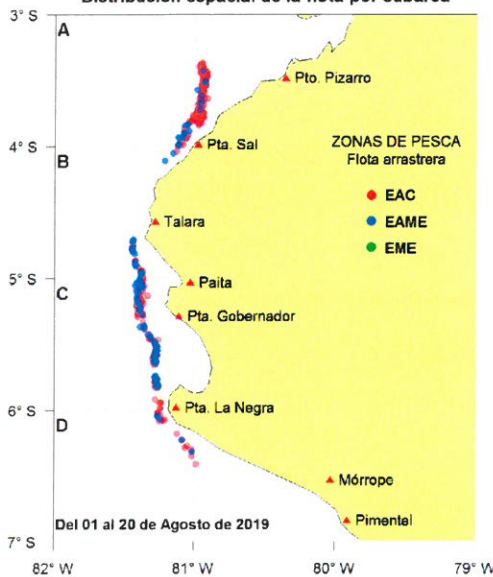 Distribución espacial de la flota por subárea
3° S
A
Pto. Pizarro
4° S
Pta. Sal
ZONAS DE PESCA
Flota arrastrera
B
EAC
EAME
EME
Talara
5° S
C
Paita
Pta. Gobernador
6° S
Pta. La Negra
D
Mórrope
Pimentel
Del 01 al 20 de Agosto de 2019
7° S
82° W
81° W
80° W
79° W